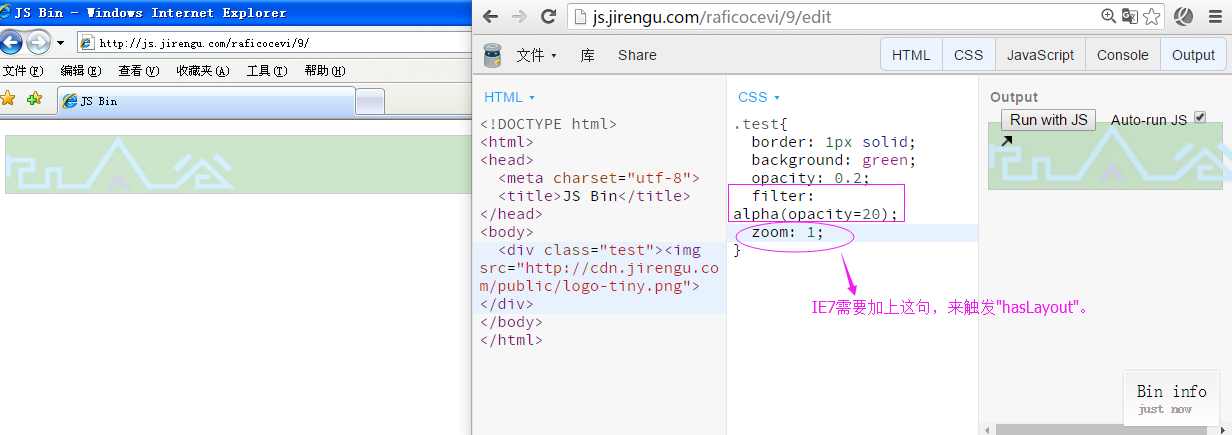 JS Bin - Windows Internet Explorer
http://js.jirengu.com/raficocevi/9/
文件(F) 编辑(E) 查看(V) 收藏夹(A) 工具(T) 帮助(H)
JS Bin
js.jirengu.com/raficocevi/9/edit
文件 库 Share HTML CSS JavaScript Console Output
HTML
<!DOCTYPE html>
<html>
<head>
<meta charset="utf-8">
<title>JS Bin</title>
</head>
<body>
<div class="test"><img
src="http://cdn.jirengu.co
m/public/logo-tiny.png">
</div>
</body>
</html>
CSS
.test{
border: 1px solid;
background: green;
opacity: 0.2;
filter:
alpha(opacity=20);
zoom: 1;
}
IE7需要加上这句，来触发"hasLayout"。
Output
Run with JS Auto-run JS
Bin info
just now